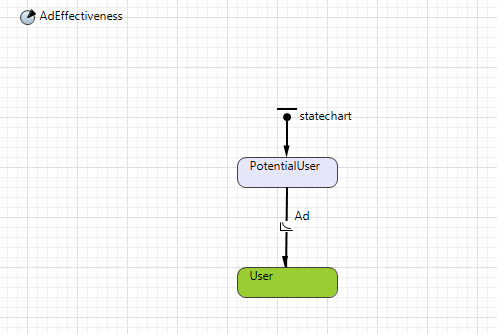 AdEffectiveness
statechart
PotentialUser
Ad
User